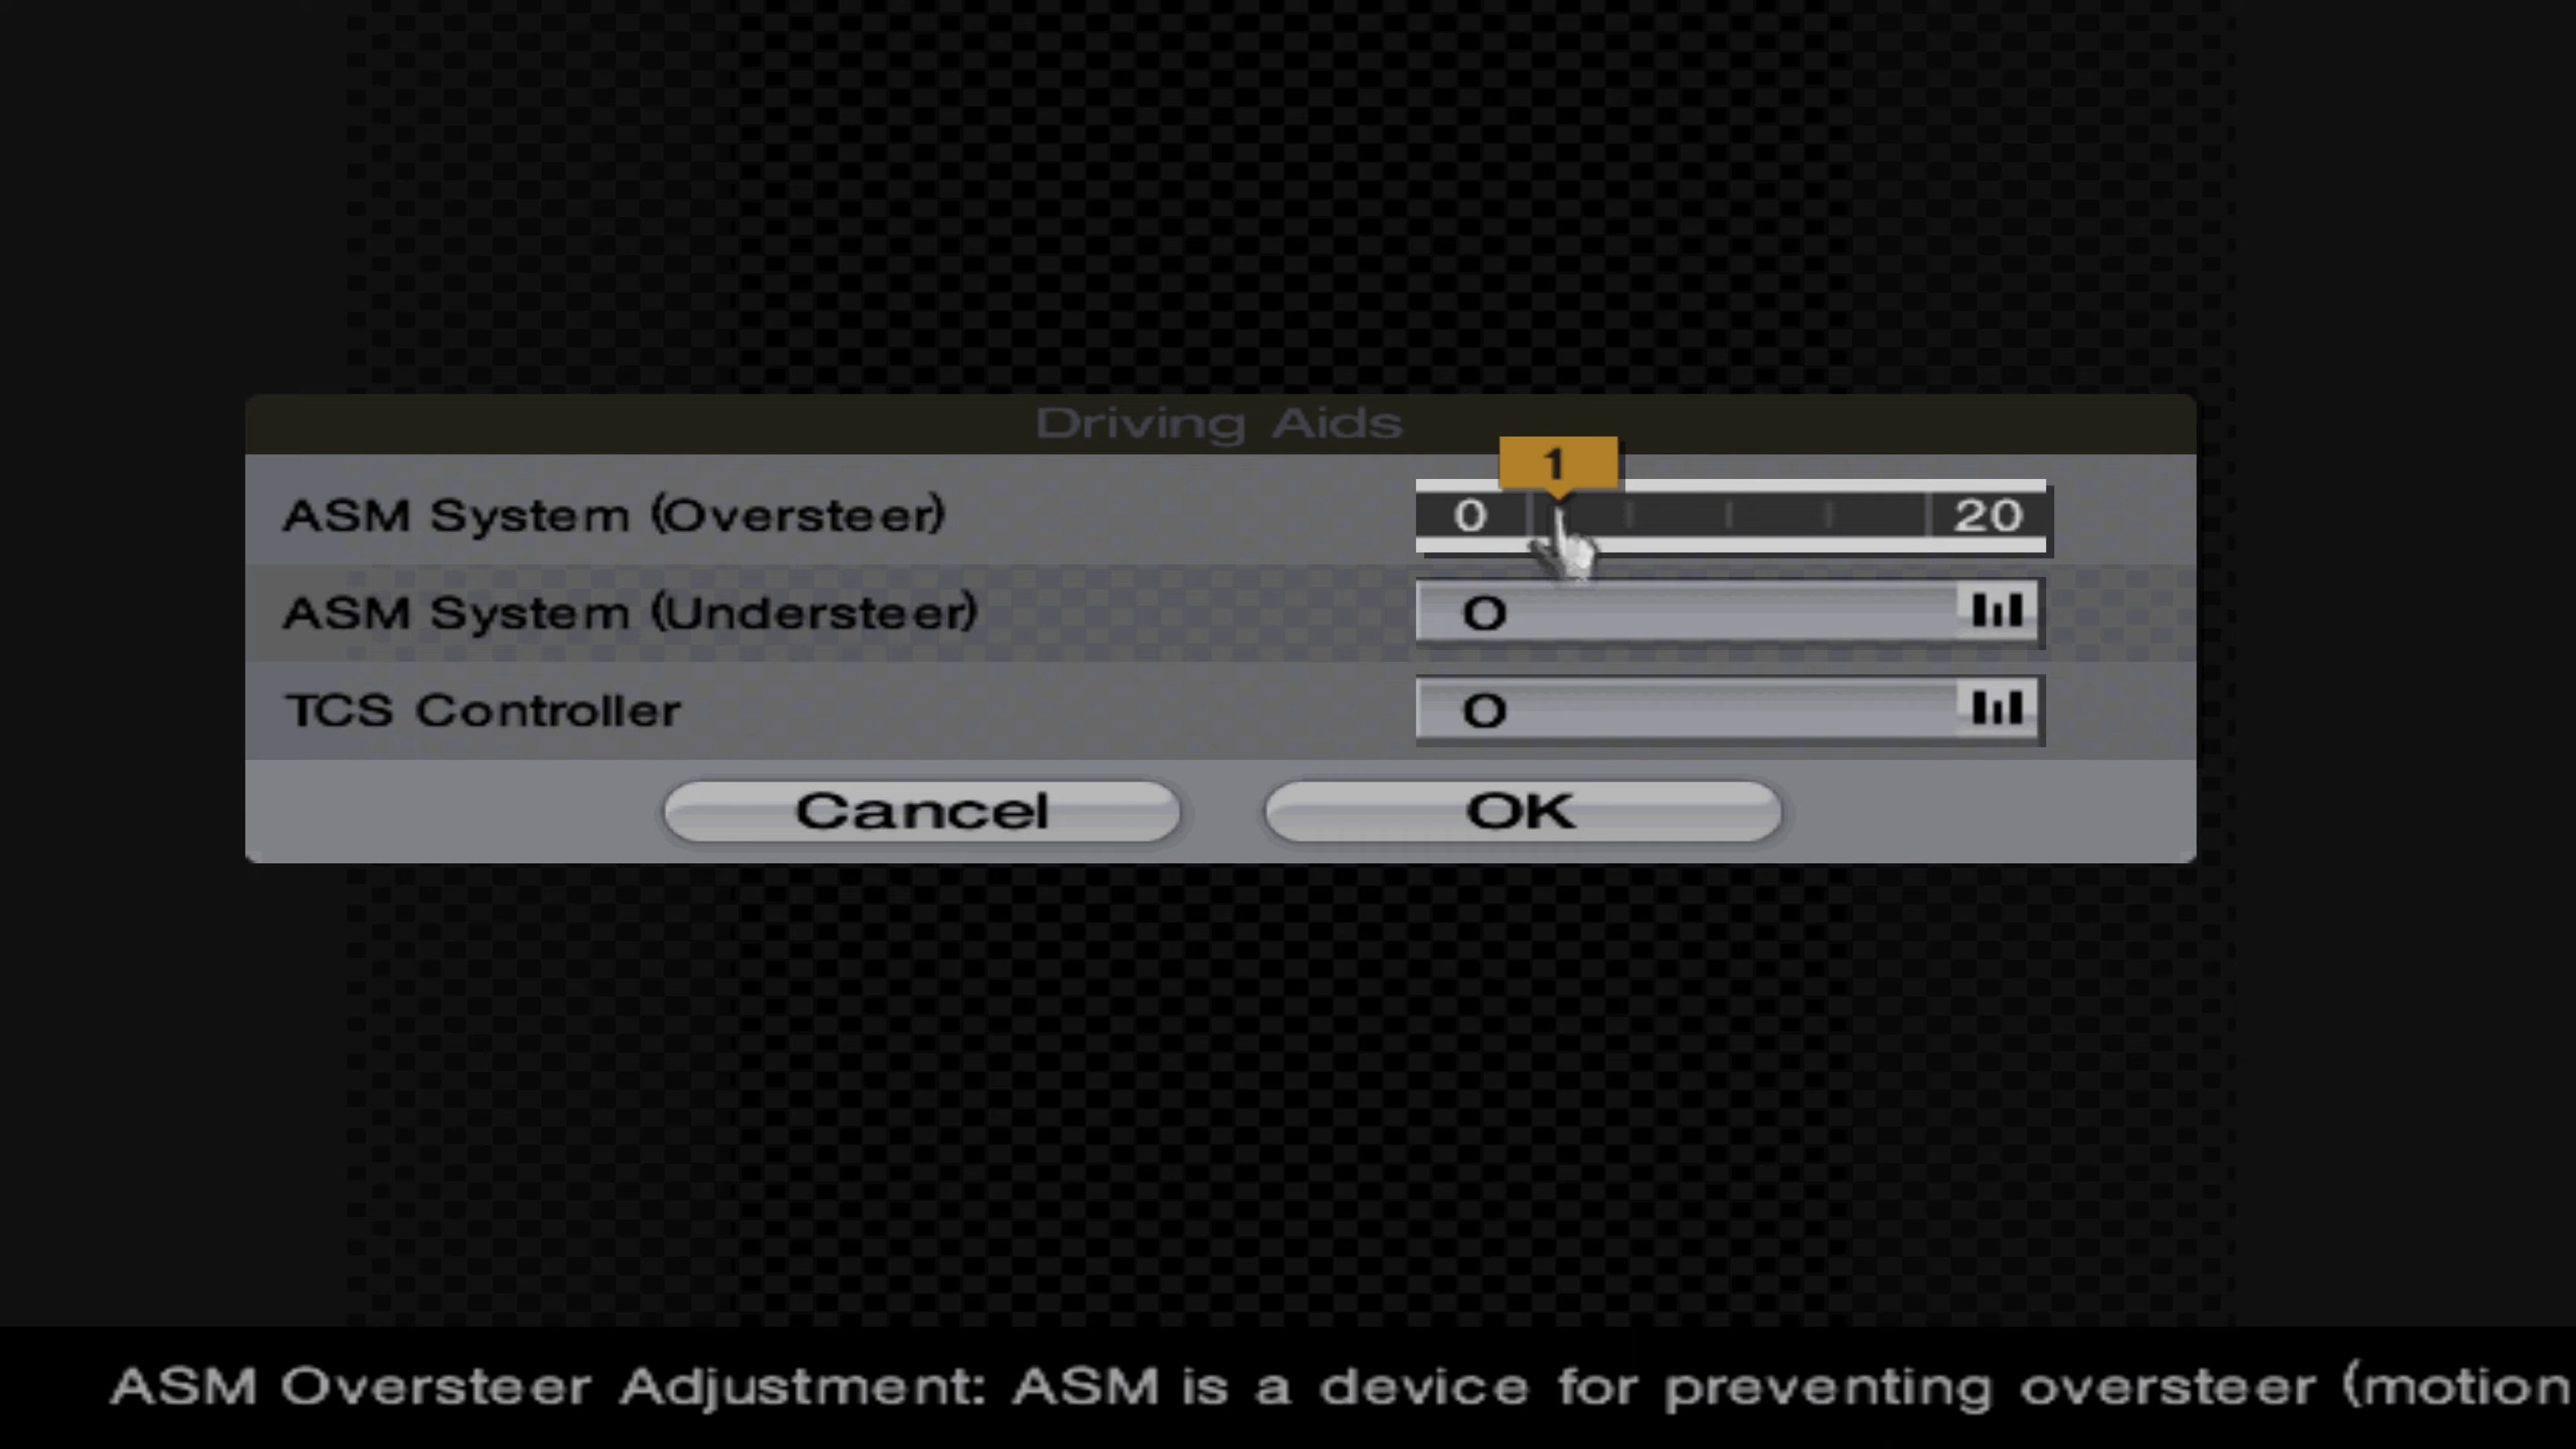 Driving Aids
1
ASM System (Oversteer)
0 20
ASM System (Understeer)
0
TCS Controller
0
Cancel OK
ASM Oversteer Adjustment: ASM is a device for preventing oversteer (motion